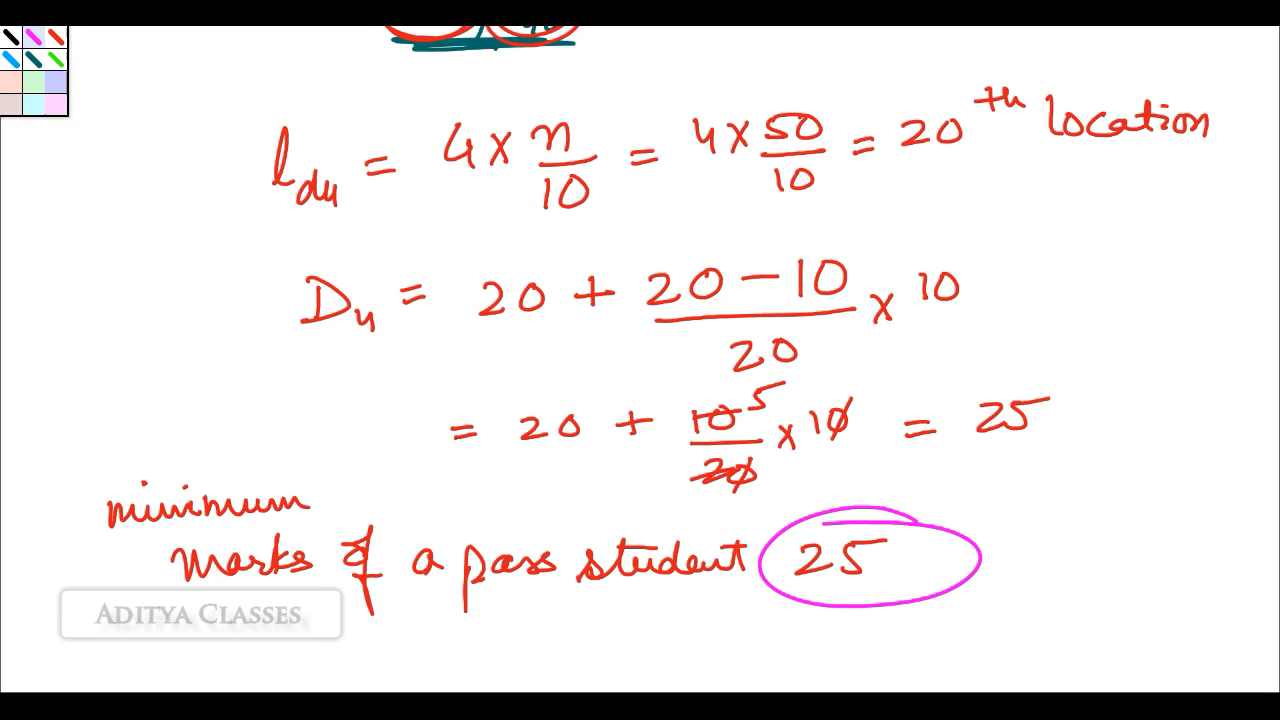 l_d4 = 4 × n/10 = 4 × 50/10 = 20th location
D4 = 20 + (20 − 10)/20 × 10
= 20 + 10/20 5 × 10 = 25
minimum
marks of a pass student 25
ADITYA CLASSES